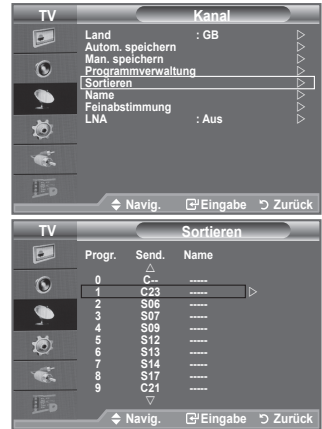 TV Kanal
Land : GB
Autom. speichern
Man. speichern
Programmverwaltung
Sortieren
Name
Feinabstimmung
LNA : Aus
Navig. Eingabe Zurück
TV Sortieren
Progr. Send. Name
0 C-- -----
1 C23 -----
2 S06 -----
3 S07 -----
4 S09 -----
5 S12 -----
6 S13 -----
7 S14 -----
8 S17 -----
9 C21 -----
Navig. Eingabe Zurück